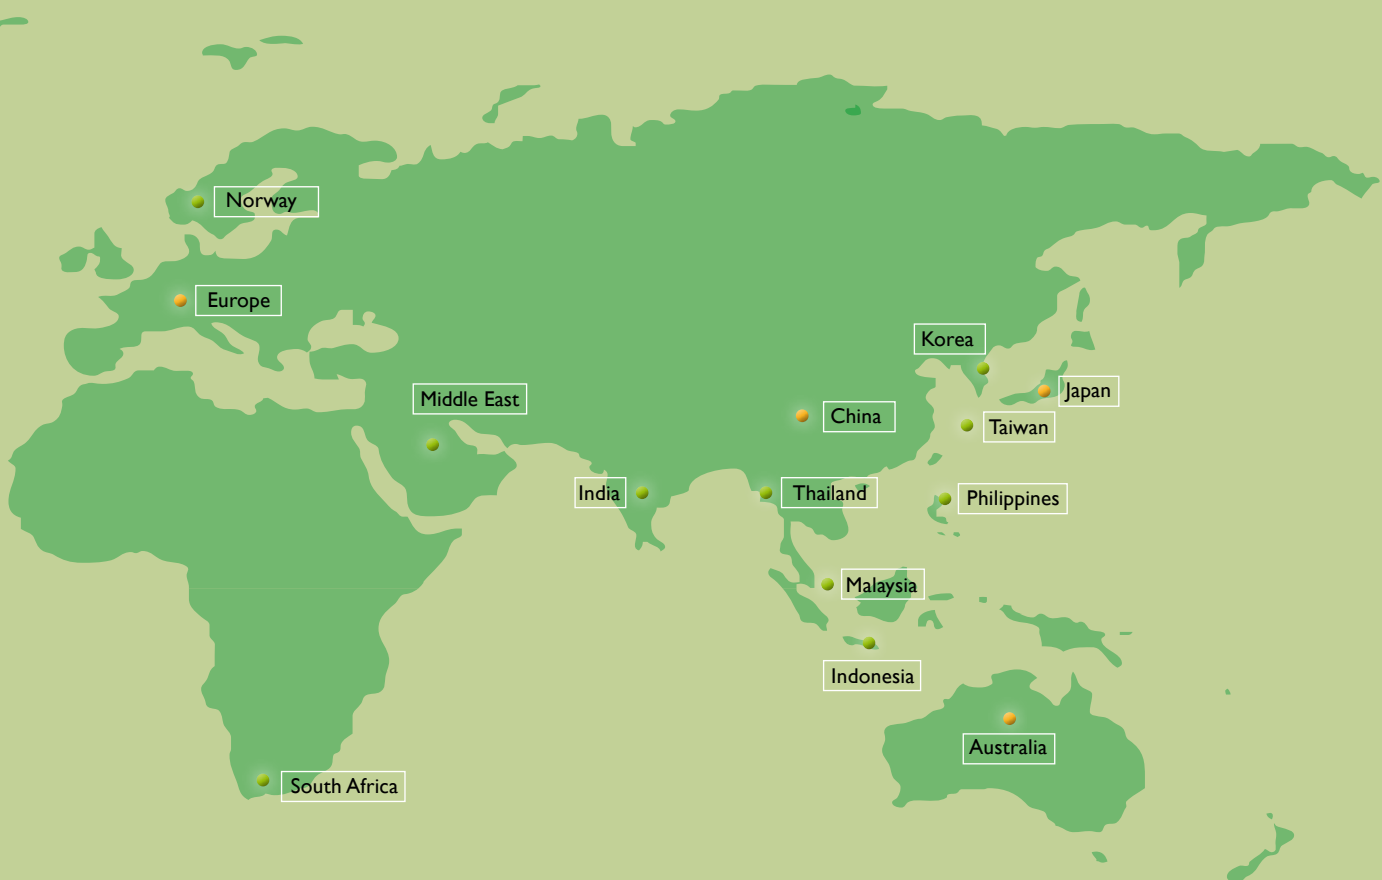 Norway
Europe
Korea
Middle East
Japan
China
Taiwan
India
Thailand
Philippines
Malaysia
Indonesia
Australia
South Africa